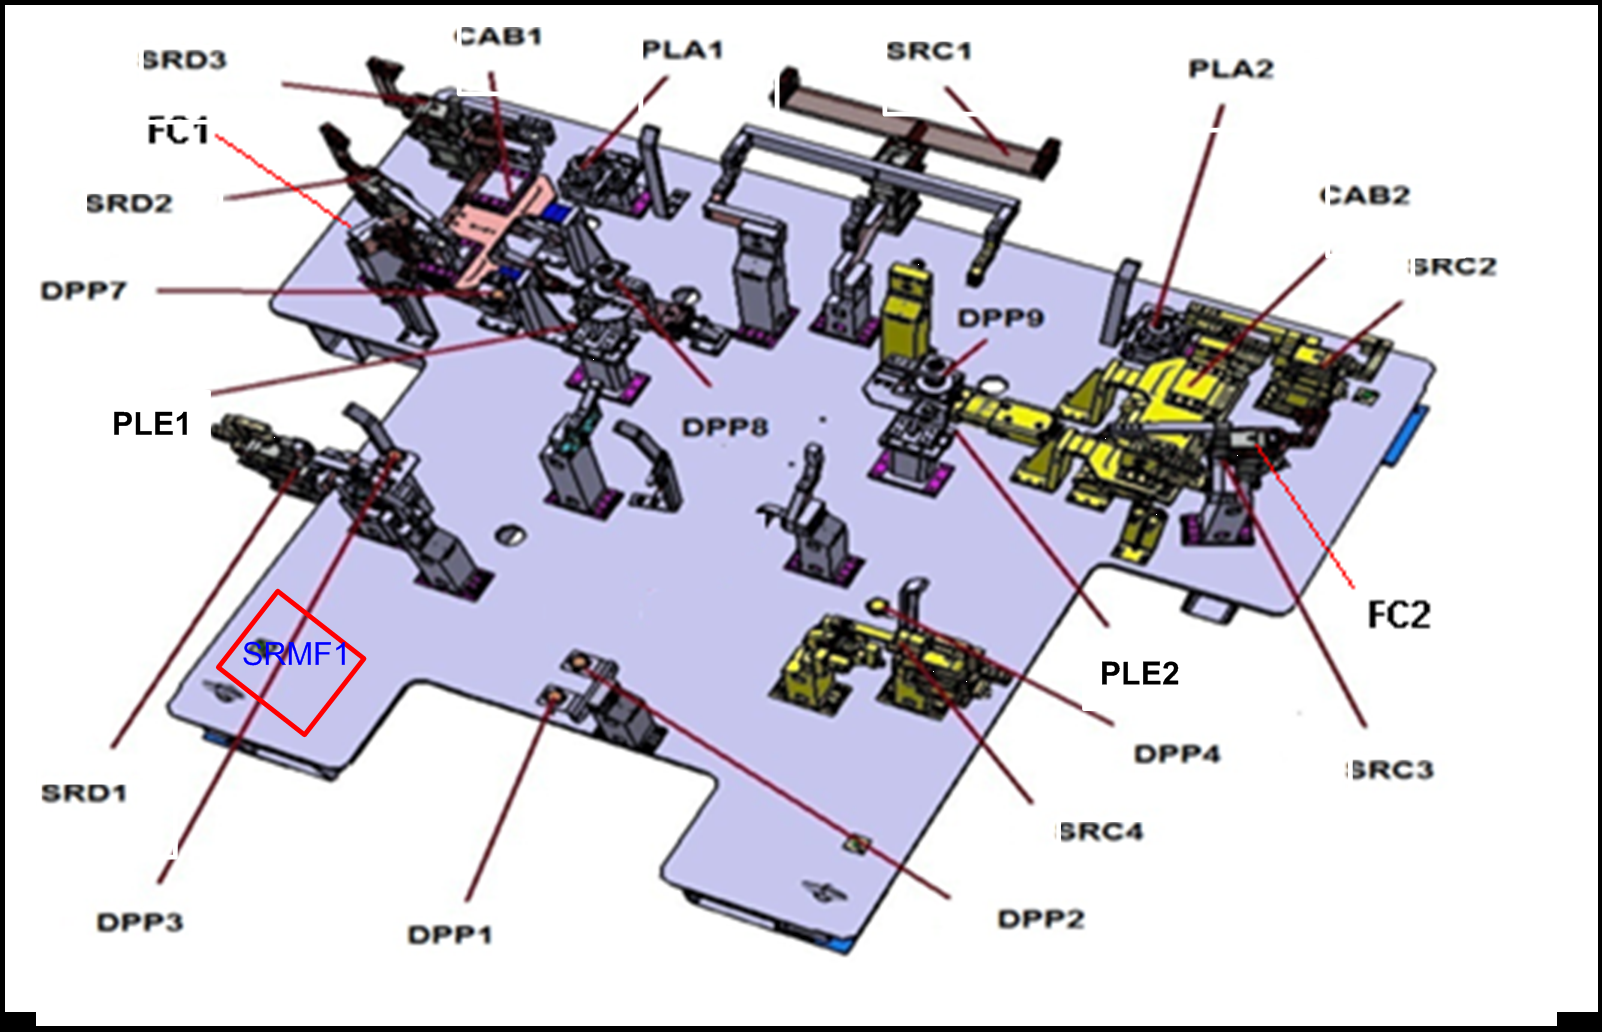 CAB1
PLA1
SRC1
SRD3
PLA2
FC1
CAB2
SRD2
SRC2
DPP7
DPP9
PLE1
DPP8
FC2
SRMF1
PLE2
DPP4
SRC3
SRD1
SRC4
DPP3
DPP1
DPP2